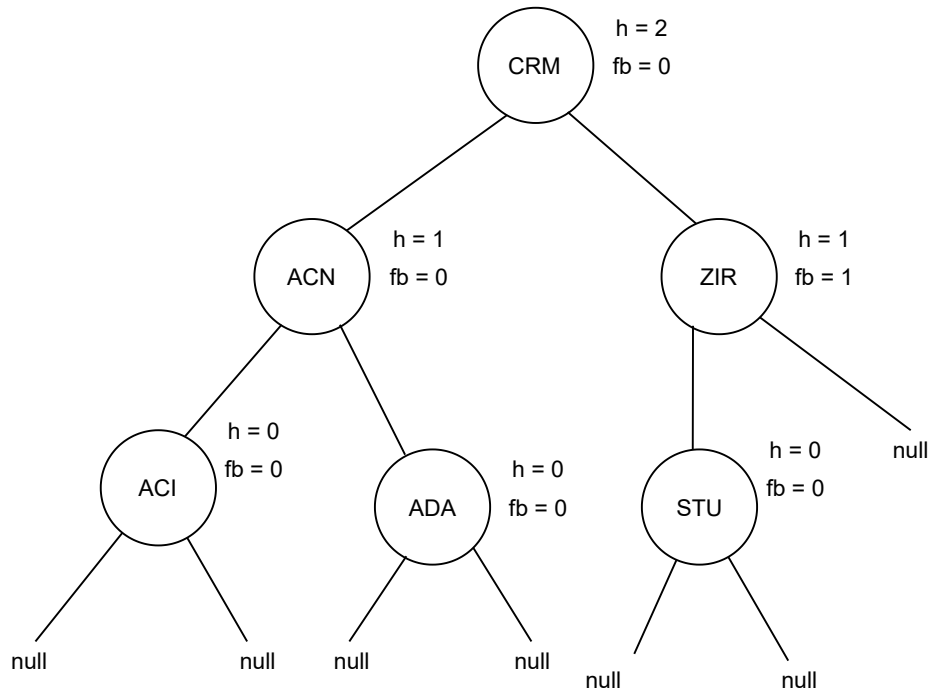 h = 2
CRM
fb = 0
h = 1
ACN
fb = 0
h = 1
ZIR
fb = 1
h = 0
ACI
fb = 0
h = 0
ADA
fb = 0
h = 0
STU
fb = 0
null
null
null
null
null
null
null